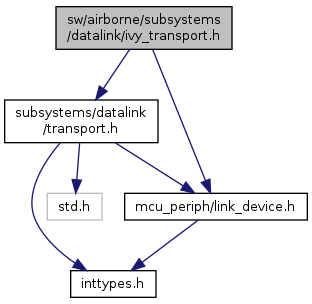 sw/airborne/subsystems
/datalink/ivy_transport.h
subsystems/datalink
/transport.h
std.h
mcu_periph/link_device.h
inttypes.h